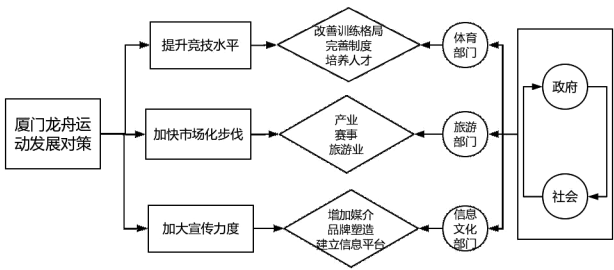 厦门龙舟运
动发展对策
提升竞技水平
改善训练格局
完善制度
培养人才
体育
部门
加快市场化步伐
产业
赛事
旅游业
旅游
部门
加大宣传力度
增加媒介
品牌塑造
建立信息平台
信息
文化
部门
政府
社会